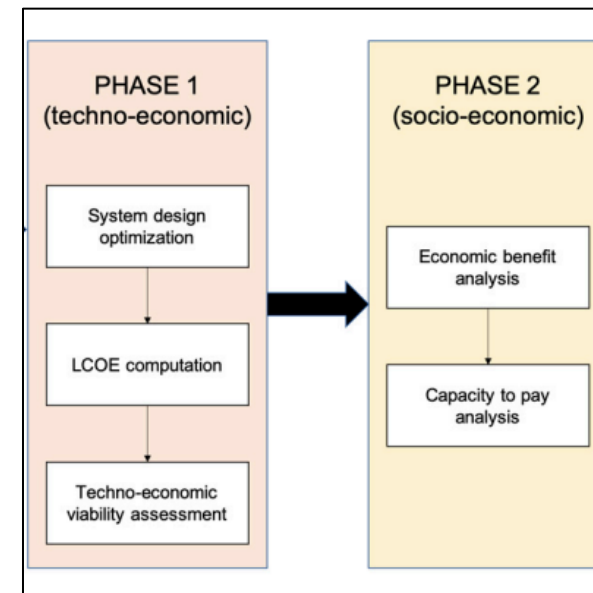 PHASE 1
(techno-economic)
System design
optimization
LCOE computation
Techno-economic
viability assessment
PHASE 2
(socio-economic)
Economic benefit
analysis
Capacity to pay
analysis